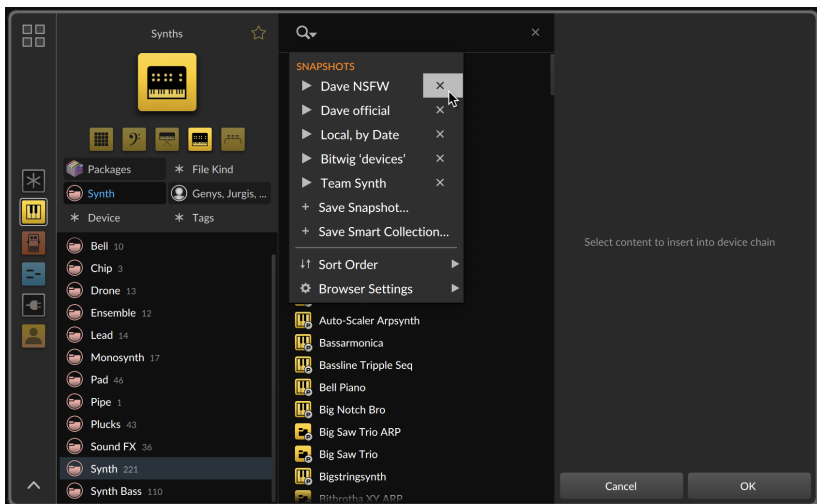 Synths
SNAPSHOTS
Dave NSFW
Dave official
Local, by Date
Bitwig ‘devices’
Team Synth
Save Snapshot...
Save Smart Collection...
Sort Order
Browser Settings
Packages
File Kind
Synth
Genys, Jurgis, ...
Device
Tags
Bell 10
Chip 3
Drone 13
Ensemble 12
Lead 14
Monosynth 17
Pad 46
Pipe 1
Plucks 43
Sound FX 36
Synth 221
Synth Bass 110
Auto-Scaler Arpsynth
Bassarmonica
Bassline Tripple Seq
Bell Piano
Big Notch Bro
Big Saw Trio ARP
Big Saw Trio
Bigstringsynth
Bithrotha XY ARP
Select content to insert into device chain
Cancel
OK